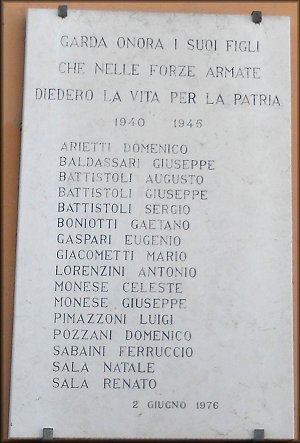 GARDA ONORA I SUOI FIGLI
CHE NELLE FORZE ARMATE
DIEDERO LA VITA PER LA PATRIA
1940 1945
ARIETTI DOMENICO
BALDASSARI GIUSEPPE
BATTISTOLI AUGUSTO
BATTISTOLI GIUSEPPE
BATTISTOLI SERGIO
BONIOTTI GAETANO
GASPARI EUGENIO
GIACOMETTI MARIO
LORENZINI ANTONIO
MONESE CELESTE
MONESE GIUSEPPE
PIMAZZONI LUIGI
POZZANI DOMENICO
SABAINI FERRUCCIO
SALA NATALE
SALA RENATO
2 GIUGNO 1976